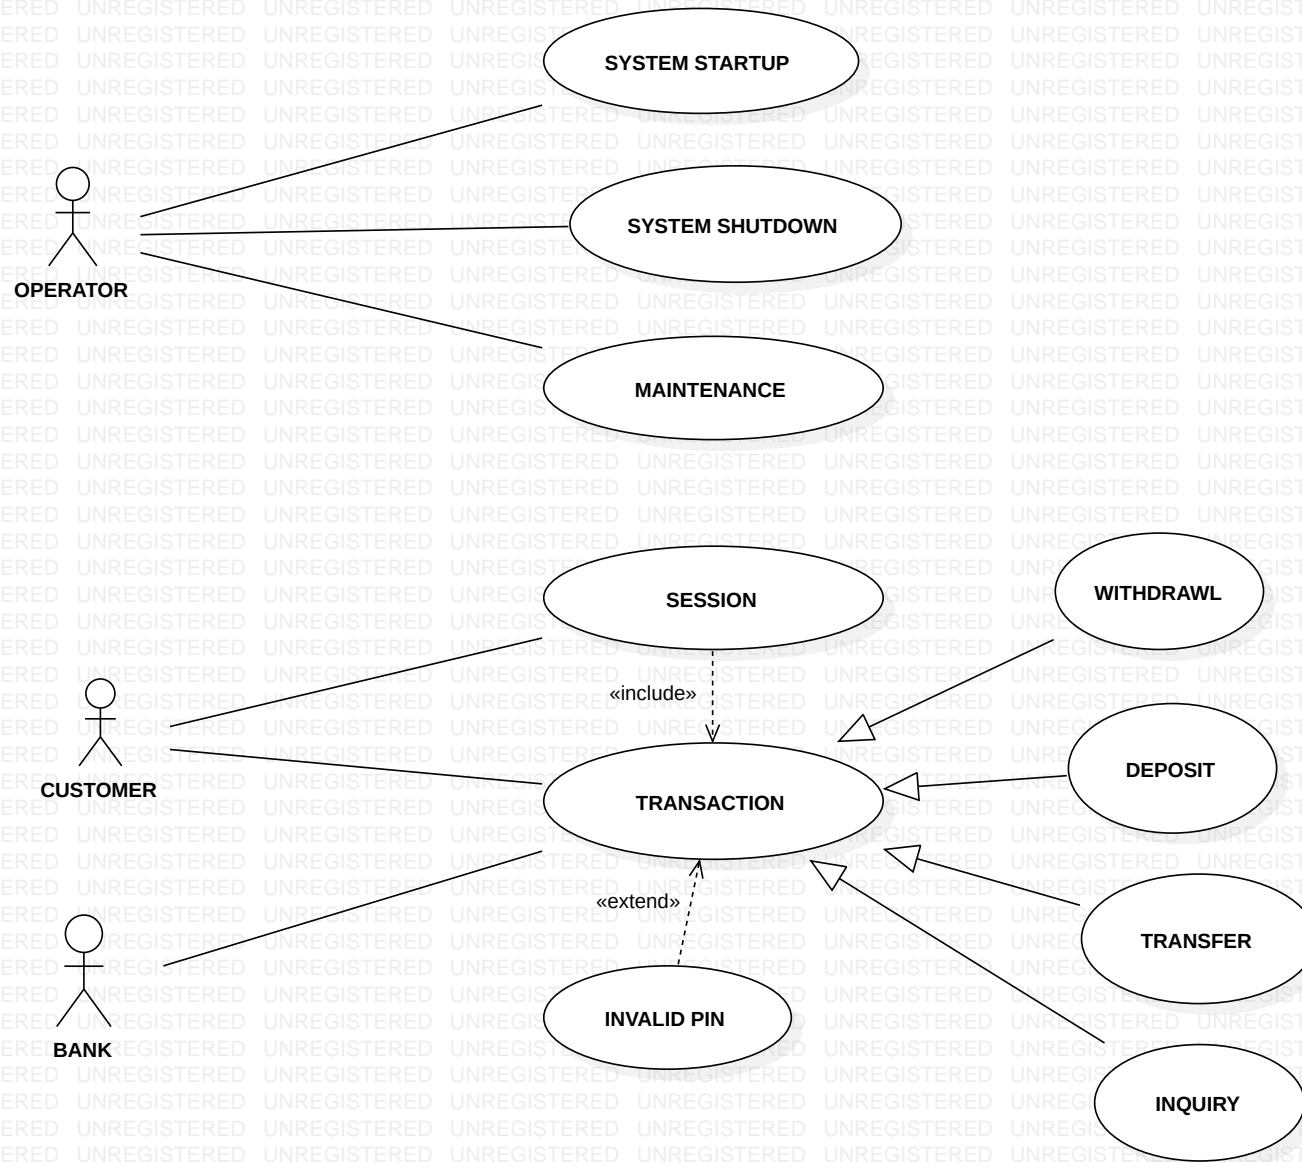 SYSTEM STARTUP
SYSTEM SHUTDOWN
OPERATOR
MAINTENANCE
SESSION
WITHDRAWL
«include»
DEPOSIT
CUSTOMER
TRANSACTION
«extend»
TRANSFER
INVALID PIN
BANK
INQUIRY